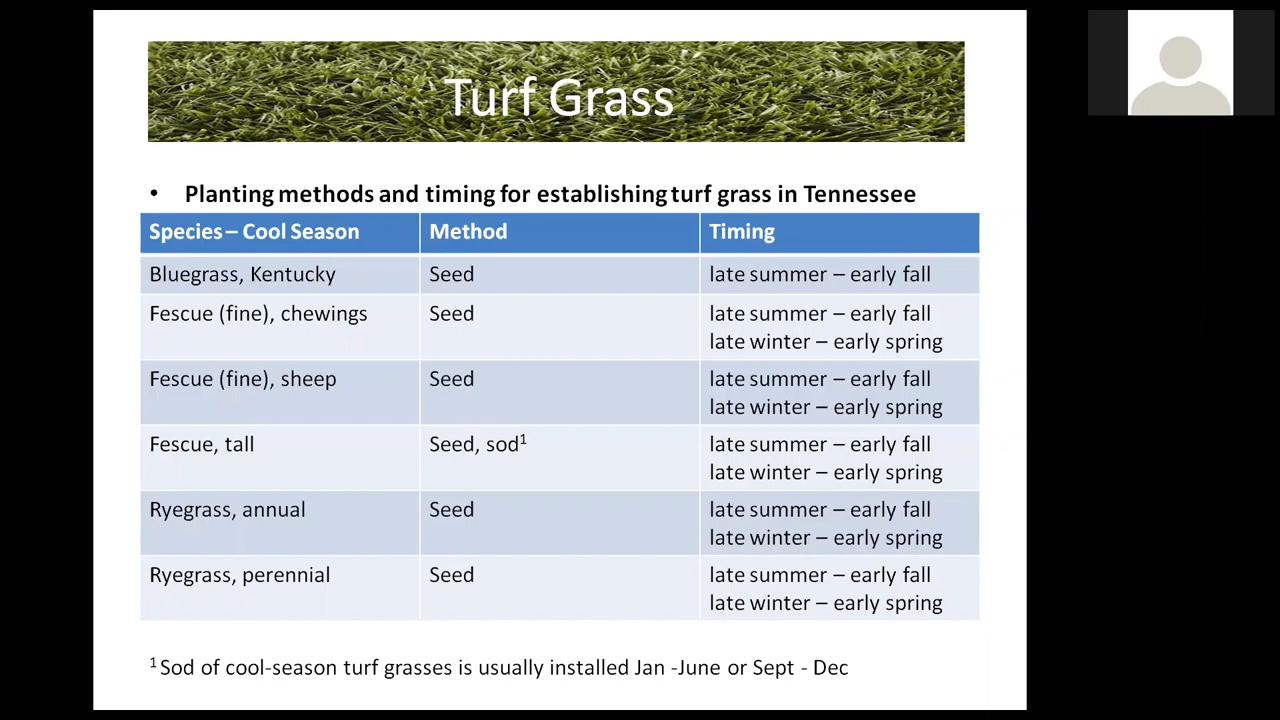 Turf Grass
• Planting methods and timing for establishing turf grass in Tennessee
Species – Cool Season Method Timing
Bluegrass, Kentucky Seed late summer – early fall
Fescue (fine), chewings Seed late summer – early fall
late winter – early spring
Fescue (fine), sheep Seed late summer – early fall
late winter – early spring
Fescue, tall Seed, sod¹ late summer – early fall
late winter – early spring
Ryegrass, annual Seed late summer – early fall
late winter – early spring
Ryegrass, perennial Seed late summer – early fall
late winter – early spring
¹ Sod of cool-season turf grasses is usually installed Jan -June or Sept - Dec